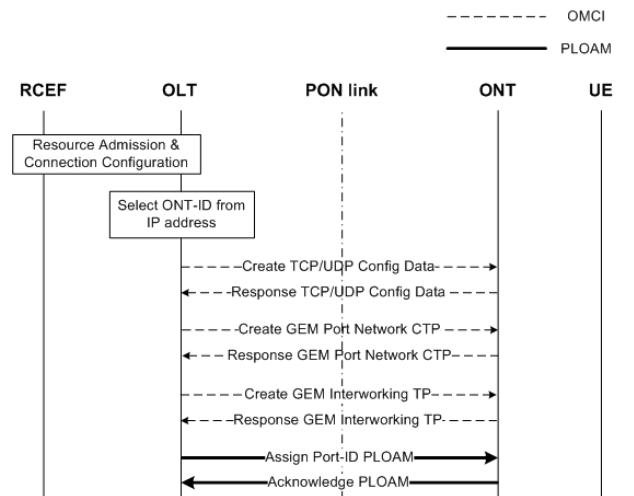 OMCI
PLOAM
RCEF
OLT
PON link
ONT
UE
Resource Admission &
Connection Configuration
Select ONT-ID from
IP address
Create TCP/UDP Config Data
Response TCP/UDP Config Data
Create GEM Port Network CTP
Response GEM Port Network CTP
Create GEM Interworking TP
Response GEM Interworking TP
Assign Port-ID PLOAM
Acknowledge PLOAM